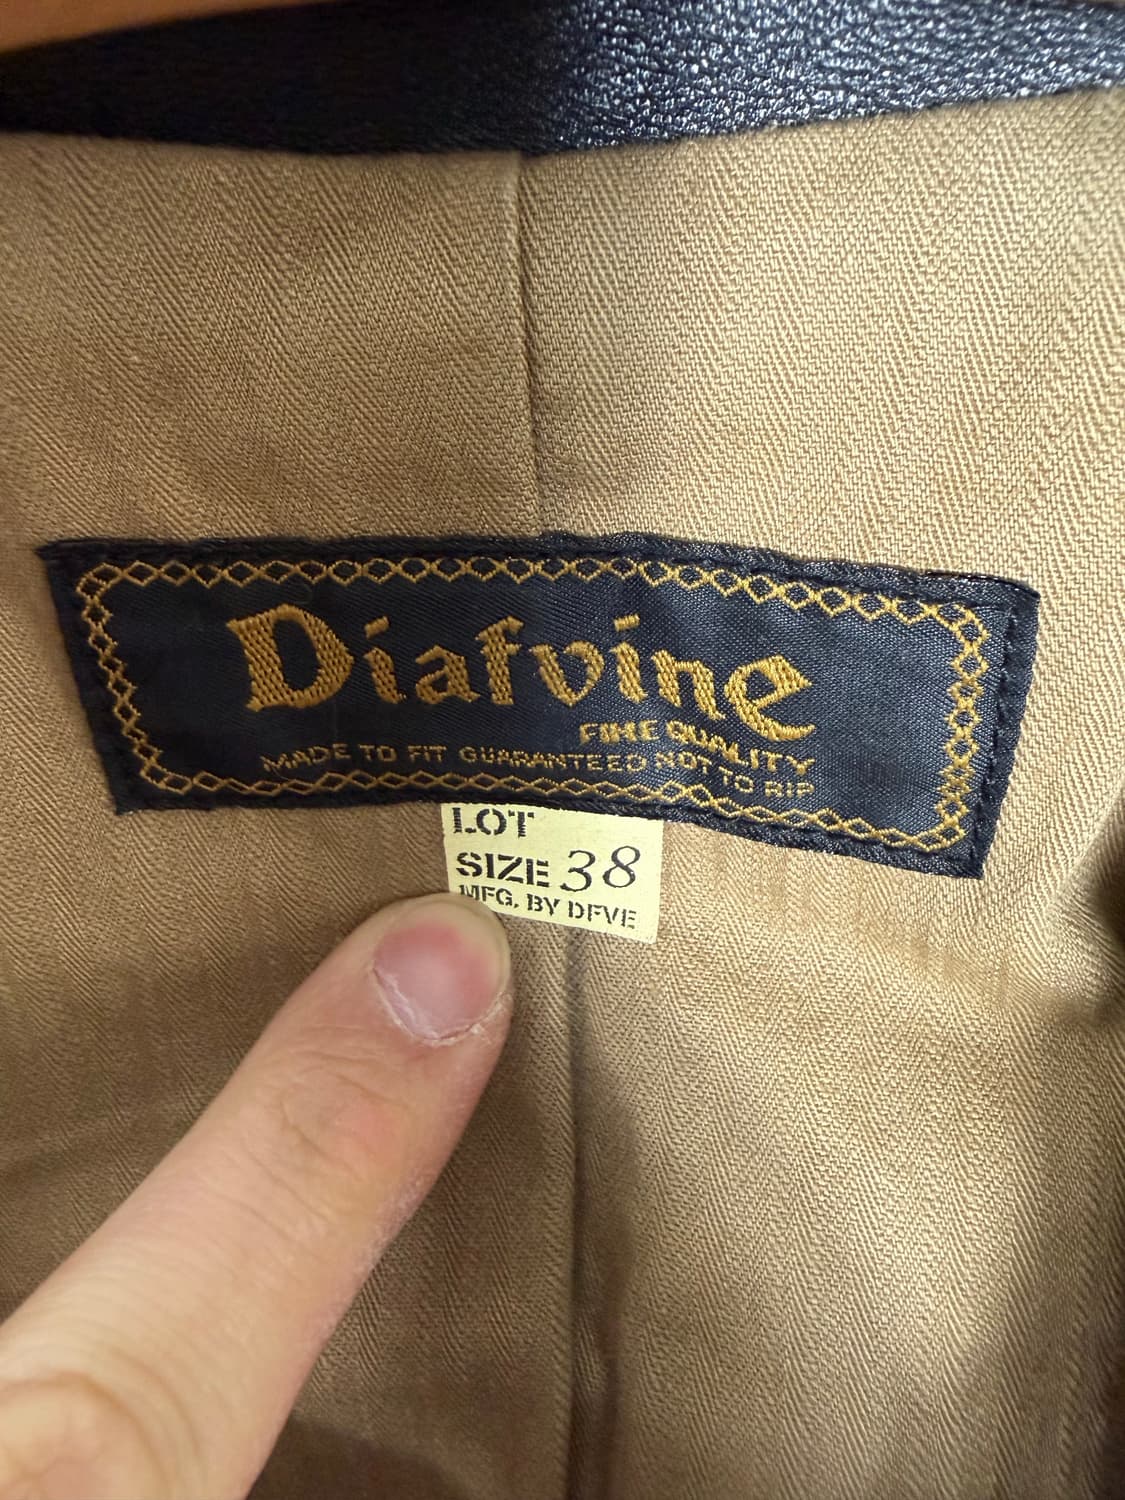 Diafvine
FINE QUALITY
MADE TO FIT GUARANTEED NOT TO RIP
LOT
SIZE 38
MFG. BY DFVE